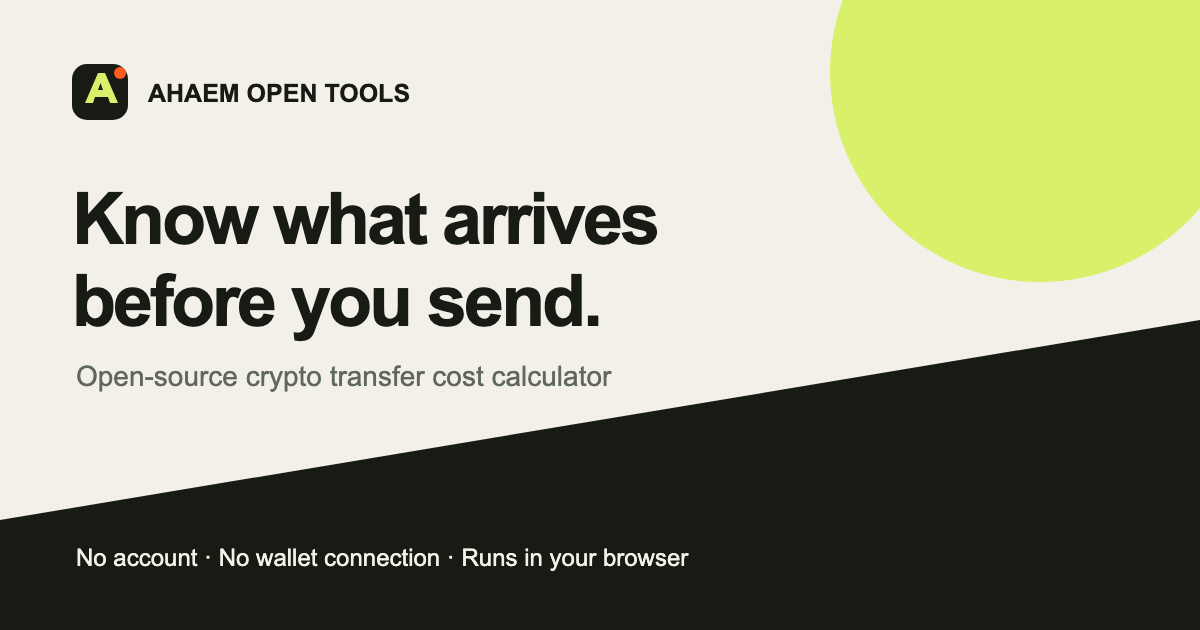 A
AHAEM OPEN TOOLS
Know what arrives
before you send.
Open-source crypto transfer cost calculator
No account · No wallet connection · Runs in your browser